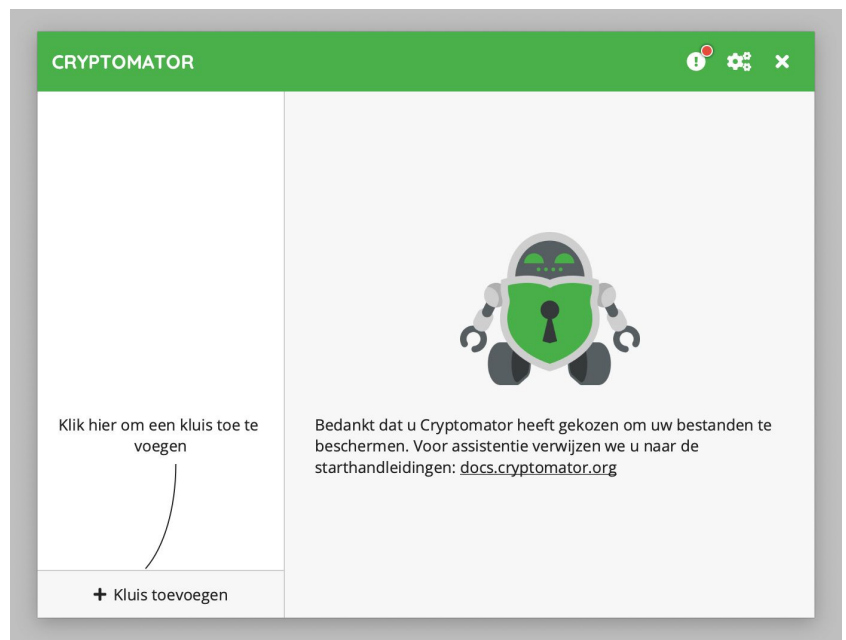 CRYPTOMATOR
Klik hier om een kluis toe te
voegen
Bedankt dat u Cryptomator heeft gekozen om uw bestanden te
beschermen. Voor assistentie verwijzen we u naar de
starthandleidingen: docs.cryptomator.org
+ Kluis toevoegen